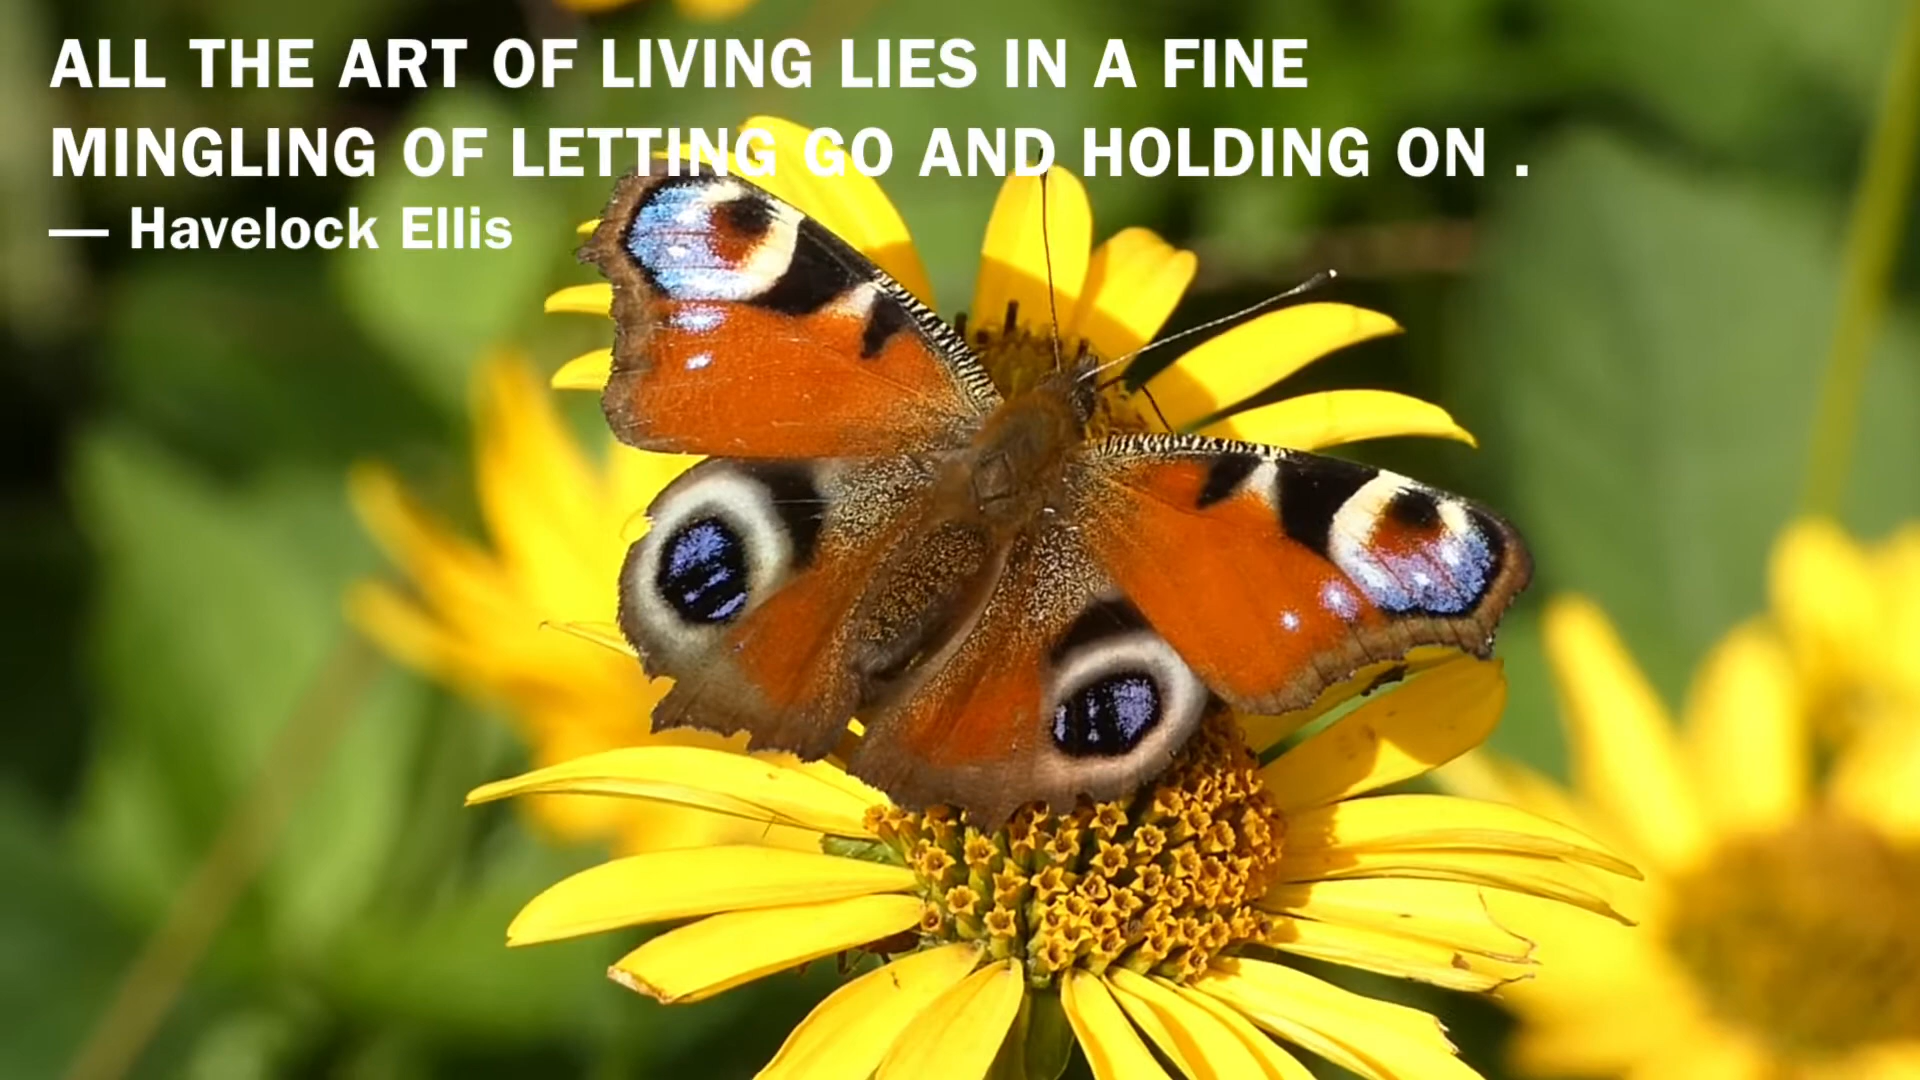 ALL THE ART OF LIVING LIES IN A FINE
MINGLING OF LETTING GO AND HOLDING ON .
— Havelock Ellis